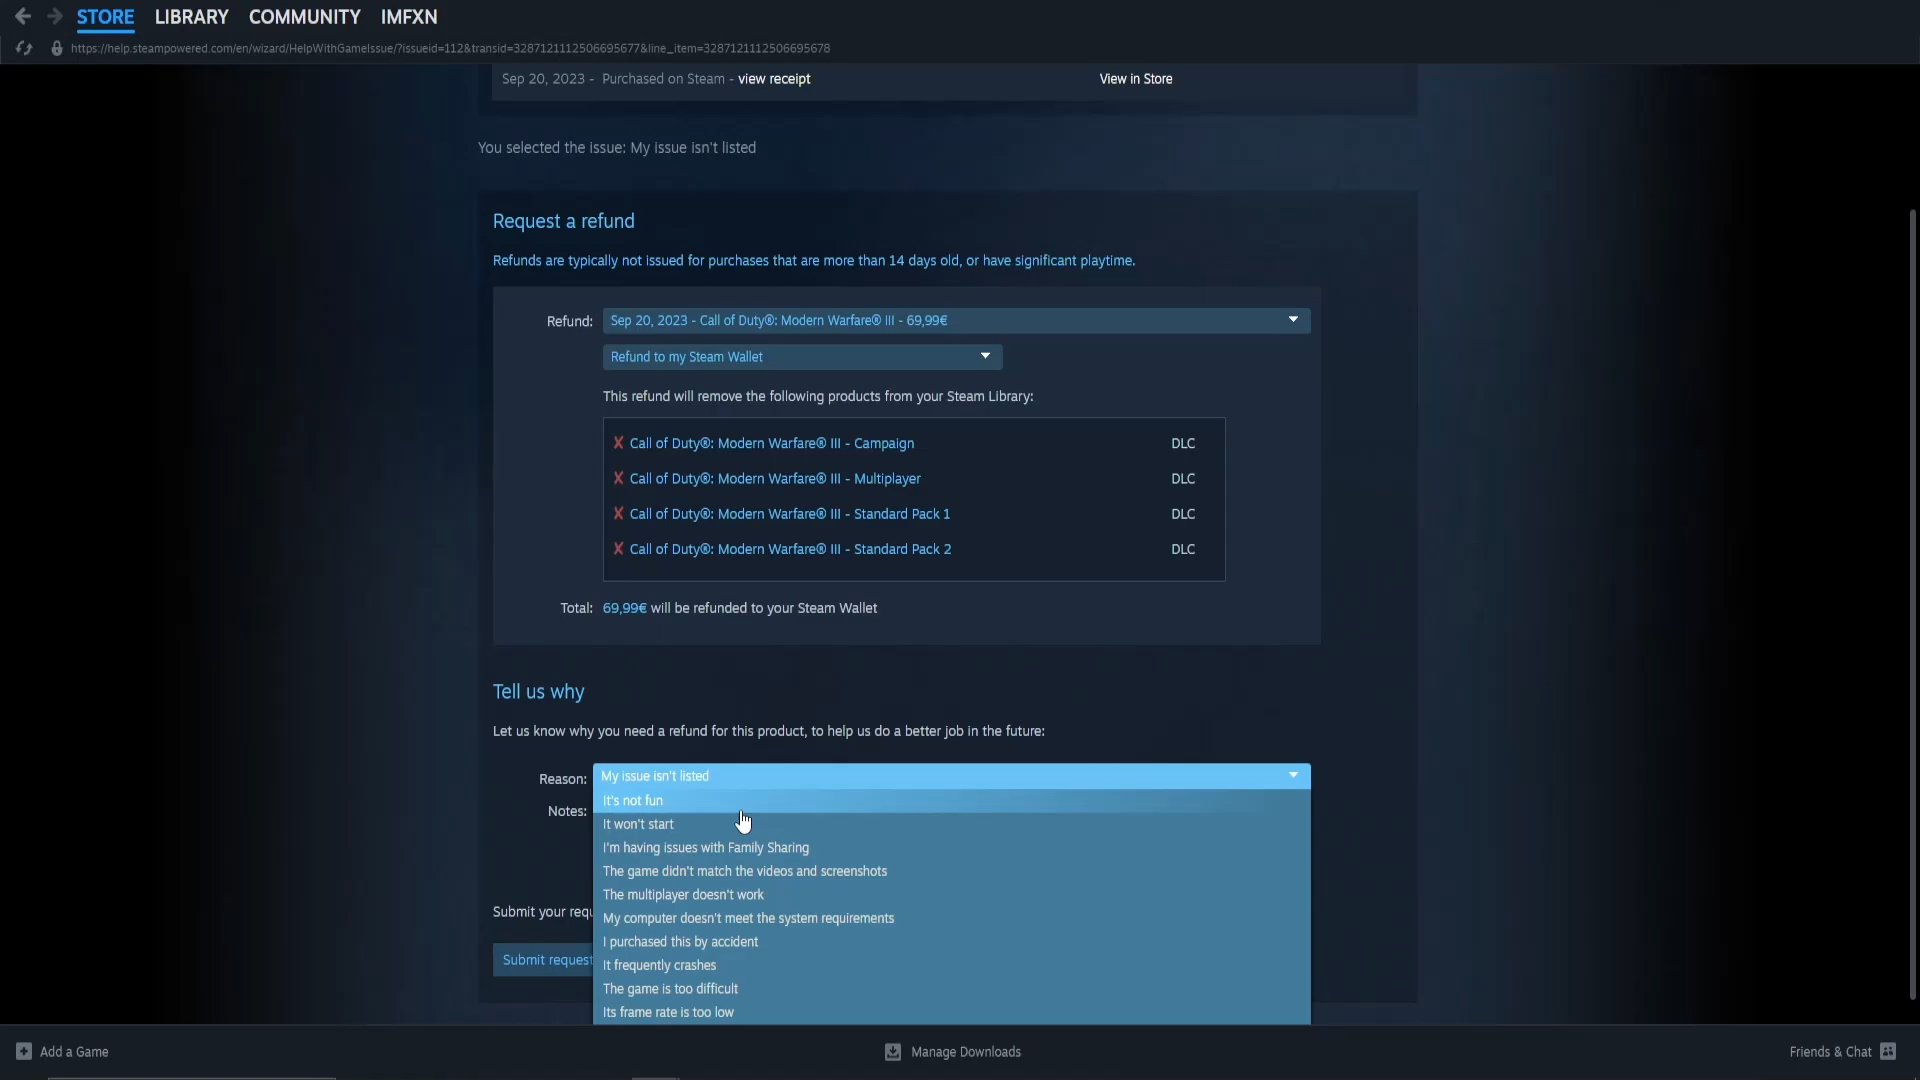 STORE LIBRARY COMMUNITY IMFXN
https://help.steampowered.com/en/wizard/HelpWithGameIssue/?issueid=112&transid=3287121112506695677&line_item=3287121112506695678
Sep 20, 2023 - Purchased on Steam - view receipt View in Store
You selected the issue: My issue isn't listed
Request a refund
Refunds are typically not issued for purchases that are more than 14 days old, or have significant playtime.
Refund: Sep 20, 2023 - Call of Duty®: Modern Warfare® III - 69,99€
Refund to my Steam Wallet
This refund will remove the following products from your Steam Library:
X Call of Duty®: Modern Warfare® III - Campaign DLC
X Call of Duty®: Modern Warfare® III - Multiplayer DLC
X Call of Duty®: Modern Warfare® III - Standard Pack 1 DLC
X Call of Duty®: Modern Warfare® III - Standard Pack 2 DLC
Total: 69,99€ will be refunded to your Steam Wallet
Tell us why
Let us know why you need a refund for this product, to help us do a better job in the future:
Reason: My issue isn't listed
It's not fun
Notes:
It won't start
I'm having issues with Family Sharing
The game didn't match the videos and screenshots
The multiplayer doesn't work
Submit your requ
My computer doesn't meet the system requirements
I purchased this by accident
Submit request
It frequently crashes
The game is too difficult
Its frame rate is too low
Add a Game Manage Downloads Friends & Chat